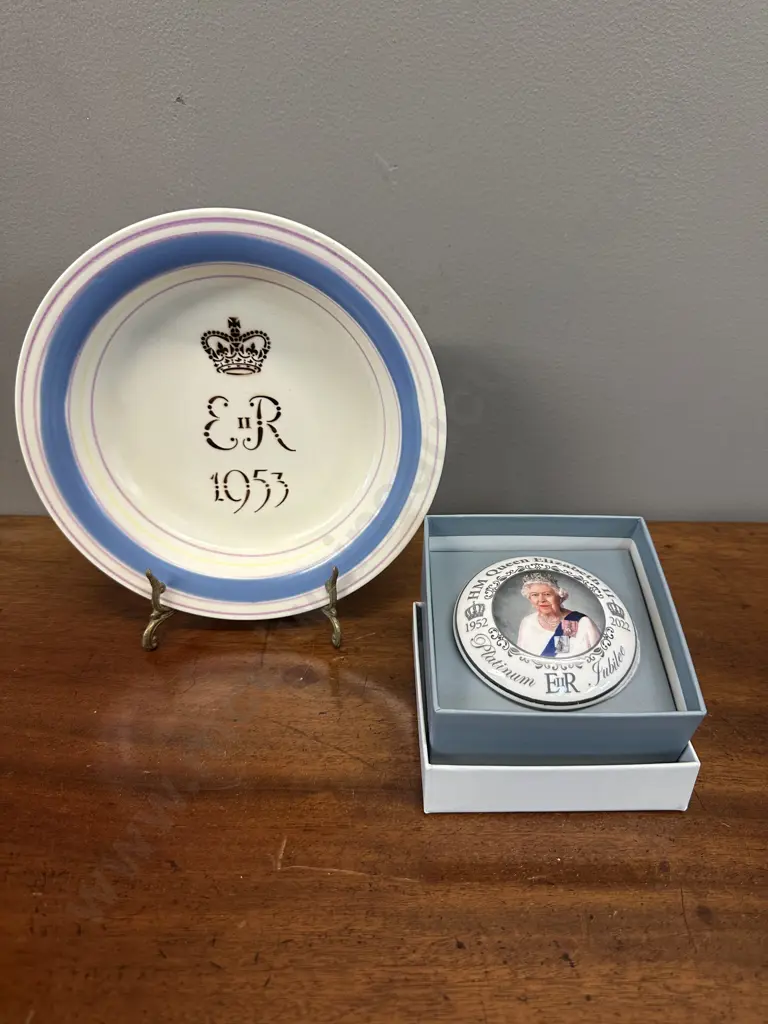 EIIR
1953
HM Queen Elizabeth II
1952 2022
Platinum Jubilee
EIIR